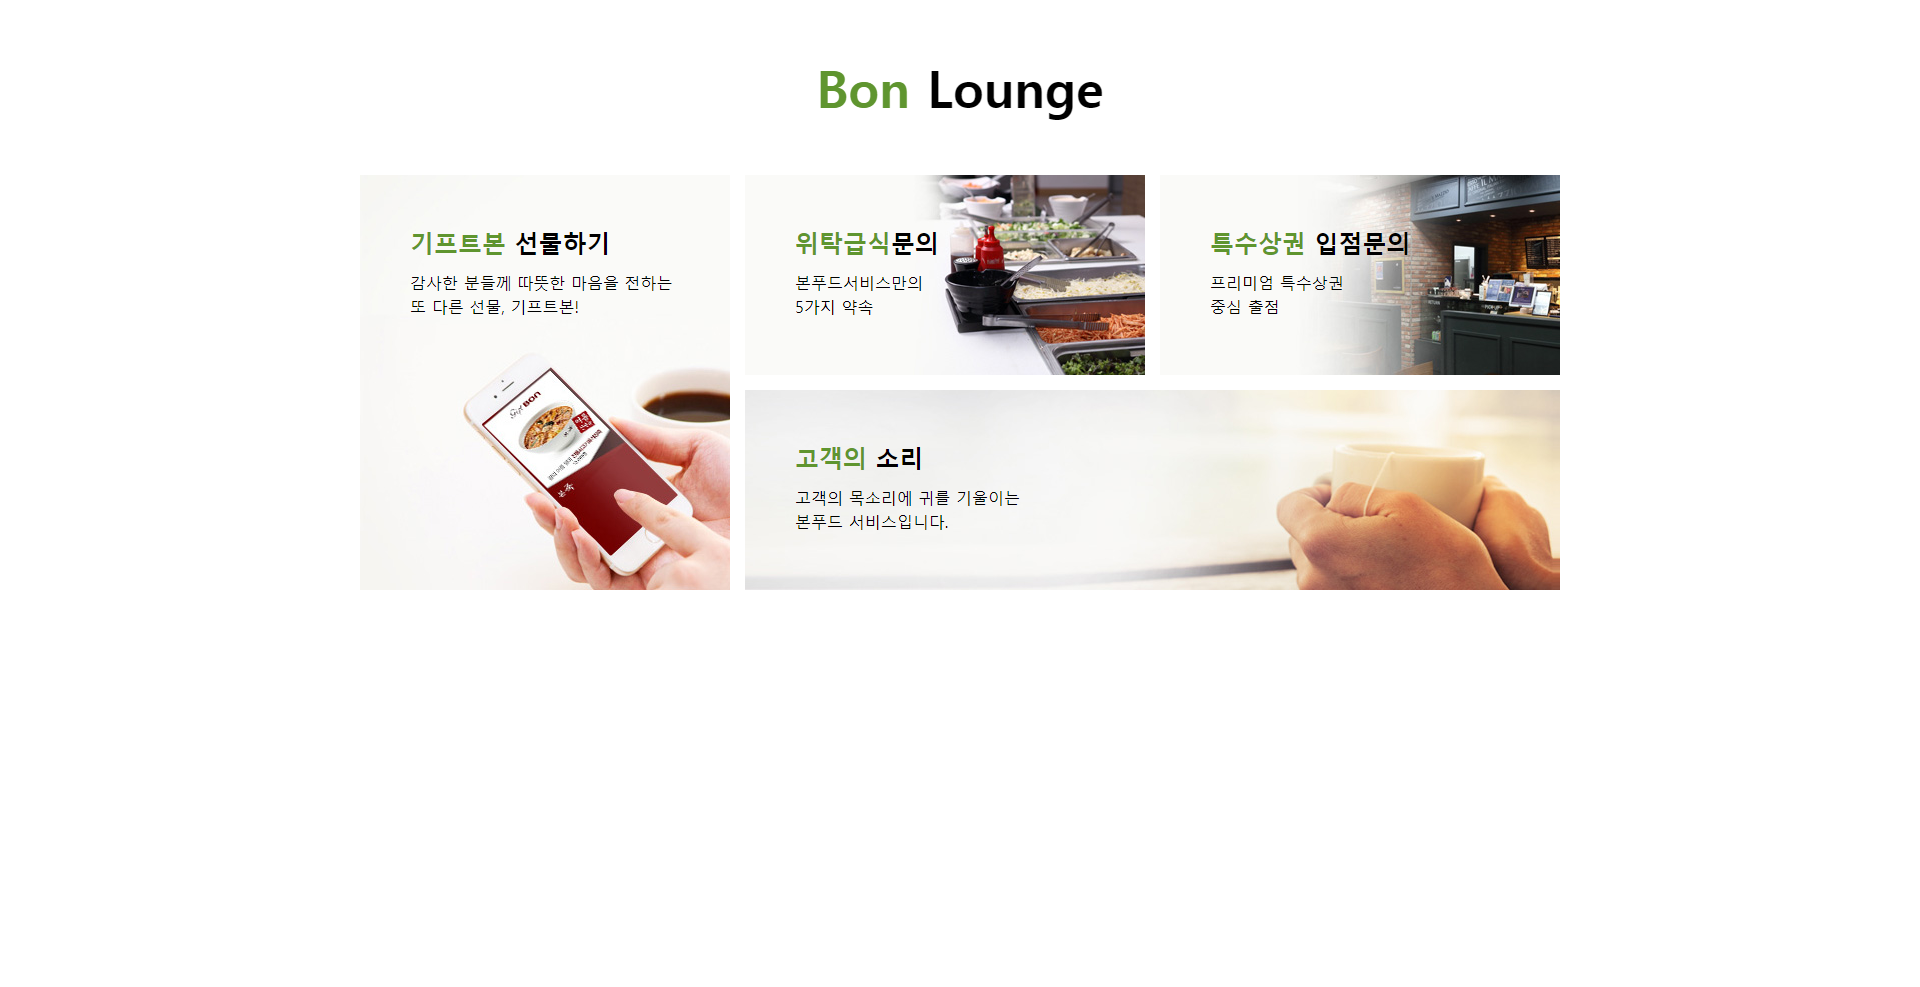 Bon Lounge
기프트본 선물하기
감사한 분들께 따뜻한 마음을 전하는
또 다른 선물, 기프트본!
위탁급식문의
본푸드서비스만의
5가지 약속
특수상권 입점문의
프리미엄 특수상권
중심 출점
고객의 소리
고객의 목소리에 귀를 기울이는
본푸드 서비스입니다.
Gift BON
본죽